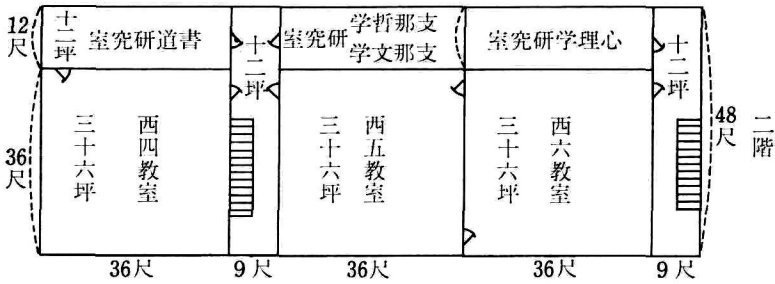 二階
48尺
十二坪
心理学研究室
支那哲学
支那文学
研究室
十二坪
書道研究室
十二坪
12尺
西六教室
三十六坪
西五教室
三十六坪
西四教室
三十六坪
36尺
36尺
9尺
36尺
36尺
9尺